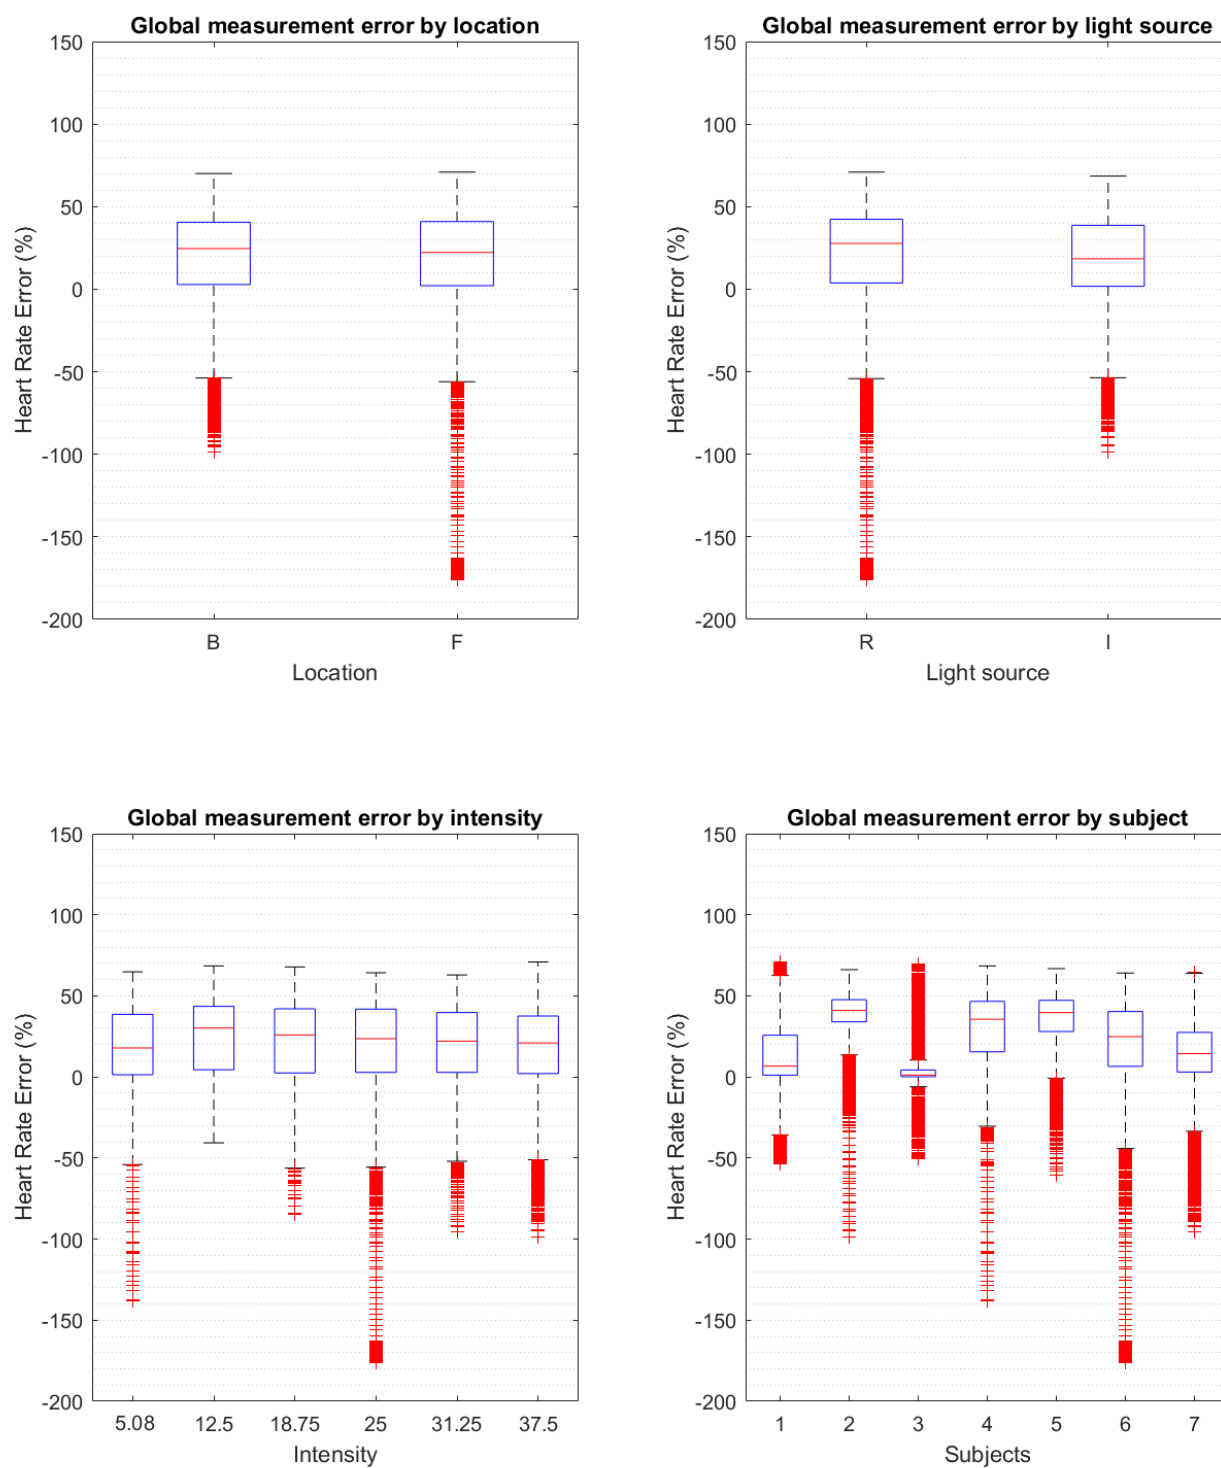 Global measurement error by location
150
100
50
0
-50
-100
-150
-200
Heart Rate Error (%)
B F
Location
Global measurement error by light source
150
100
50
0
-50
-100
-150
-200
Heart Rate Error (%)
R I
Light source
Global measurement error by intensity
150
100
50
0
-50
-100
-150
-200
Heart Rate Error (%)
5.08 12.5 18.75 25 31.25 37.5
Intensity
Global measurement error by subject
150
100
50
0
-50
-100
-150
-200
Heart Rate Error (%)
1 2 3 4 5 6 7
Subjects